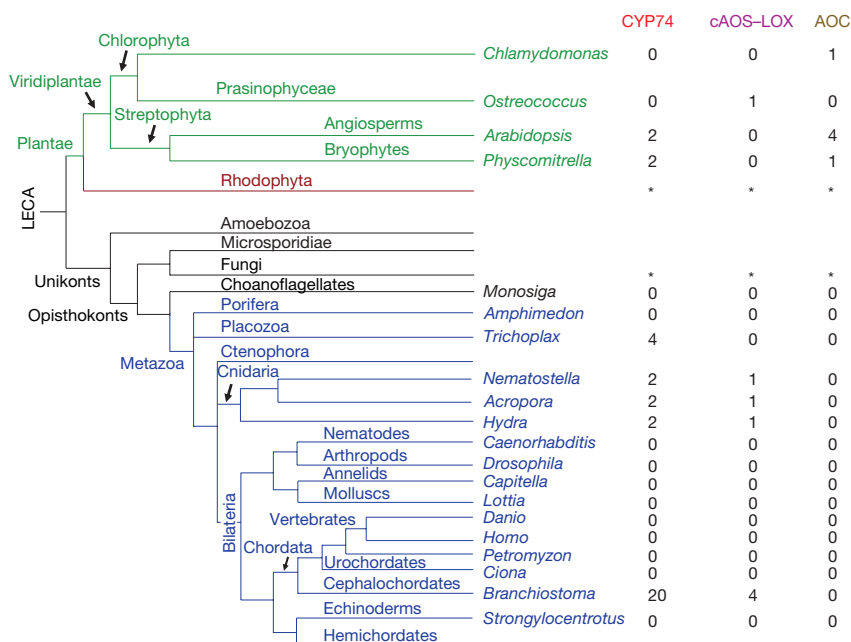 CYP74 cAOS–LOX AOC
Chlorophyta
Chlamydomonas 0 0 1
Viridiplantae
Prasinophyceae
Ostreococcus 0 1 0
Streptophyta
Angiosperms
Arabidopsis 2 0 4
Plantae
Bryophytes
Physcomitrella 2 0 1
Rhodophyta
* * *
LECA
Amoebozoa
Microsporidiae
Fungi
* * *
Unikonts
Choanoflagellates
Monosiga 0 0 0
Opisthokonts
Porifera
Amphimedon 0 0 0
Placozoa
Trichoplax 4 0 0
Metazoa
Ctenophora
Cnidaria
Nematostella 2 1 0
Acropora 2 1 0
Hydra 2 1 0
Nematodes
Caenorhabditis 0 0 0
Arthropods
Drosophila 0 0 0
Annelids
Capitella 0 0 0
Molluscs
Lottia 0 0 0
Bilateria
Vertebrates
Danio 0 0 0
Chordata
Homo 0 0 0
Petromyzon 0 0 0
Urochordates
Ciona 0 0 0
Cephalochordates
Branchiostoma 20 4 0
Echinoderms
Strongylocentrotus 0 0 0
Hemichordates